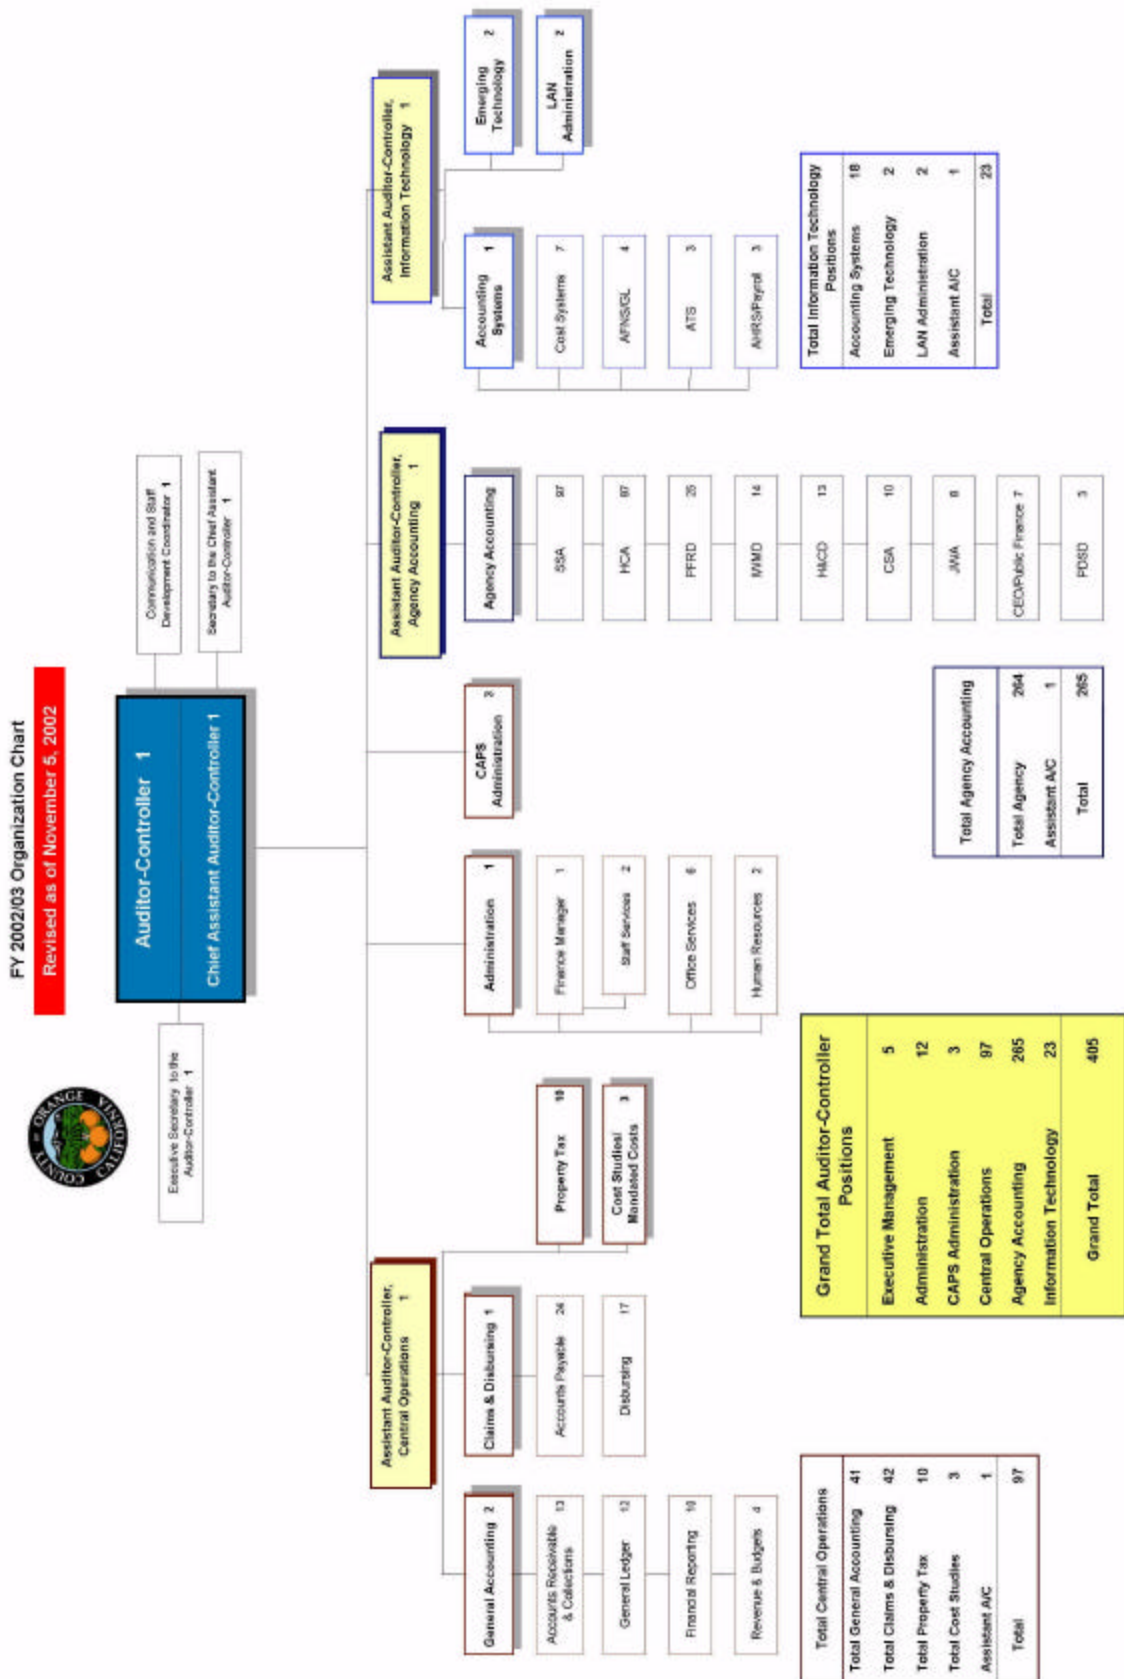 FY 2002/03 Organization Chart
Revised as of November 5, 2002
COUNTY OF ORANGE
CALIFORNIA
Auditor-Controller 1
Chief Assistant Auditor-Controller 1
Executive Secretary to the
Auditor-Controller 1
Communication and Staff
Development Coordinator 1
Secretary to the Chief Assistant
Auditor-Controller 1
Assistant Auditor-Controller,
Central Operations 1
General Accounting 2
Accounts Receivable
& Collections 13
General Ledger 12
Financial Reporting 10
Revenue & Budgets 4
Claims & Disbursing 1
Accounts Payable 24
Disbursing 17
Property Tax 10
Cost Studies/
Mandated Costs 3
Administration 1
Finance Manager 1
Staff Services 2
Office Services 6
Human Resources 2
CAPS
Administration 3
Assistant Auditor-Controller,
Agency Accounting 1
Agency Accounting
SSA 87
HCA 97
PFRD 25
IWMD 14
H&CD 13
CSA 10
JWA 8
CEO/Public Finance 7
PDSD 3
Assistant Auditor-Controller,
Information Technology 1
Accounting
Systems 1
Cost Systems 7
AFNS/GL 4
ATS 3
AHRS/Payroll 3
Emerging
Technology 2
LAN
Administration 2
Total Central Operations
Total General Accounting 41
Total Claims & Disbursing 42
Total Property Tax 10
Total Cost Studies 3
Assistant A/C 1
Total 97
Grand Total Auditor-Controller
Positions
Executive Management 5
Administration 12
CAPS Administration 3
Central Operations 97
Agency Accounting 265
Information Technology 23
Grand Total 405
Total Agency Accounting
Total Agency 264
Assistant A/C 1
Total 265
Total Information Technology
Positions
Accounting Systems 18
Emerging Technology 2
LAN Administration 2
Assistant A/C 1
Total 23